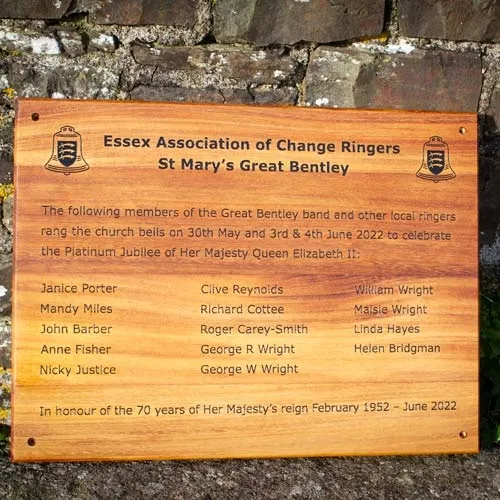 Essex Association of Change Ringers
St Mary's Great Bentley
The following members of the Great Bentley band and other local ringers
rang the church bells on 30th May and 3rd & 4th June 2022 to celebrate
the Platinum Jubilee of Her Majesty Queen Elizabeth II:
Janice Porter Clive Reynolds William Wright
Mandy Miles Richard Cottee Maisie Wright
John Barber Roger Carey-Smith Linda Hayes
Anne Fisher George R Wright Helen Bridgman
Nicky Justice George W Wright
In honour of the 70 years of Her Majesty's reign February 1952 – June 2022